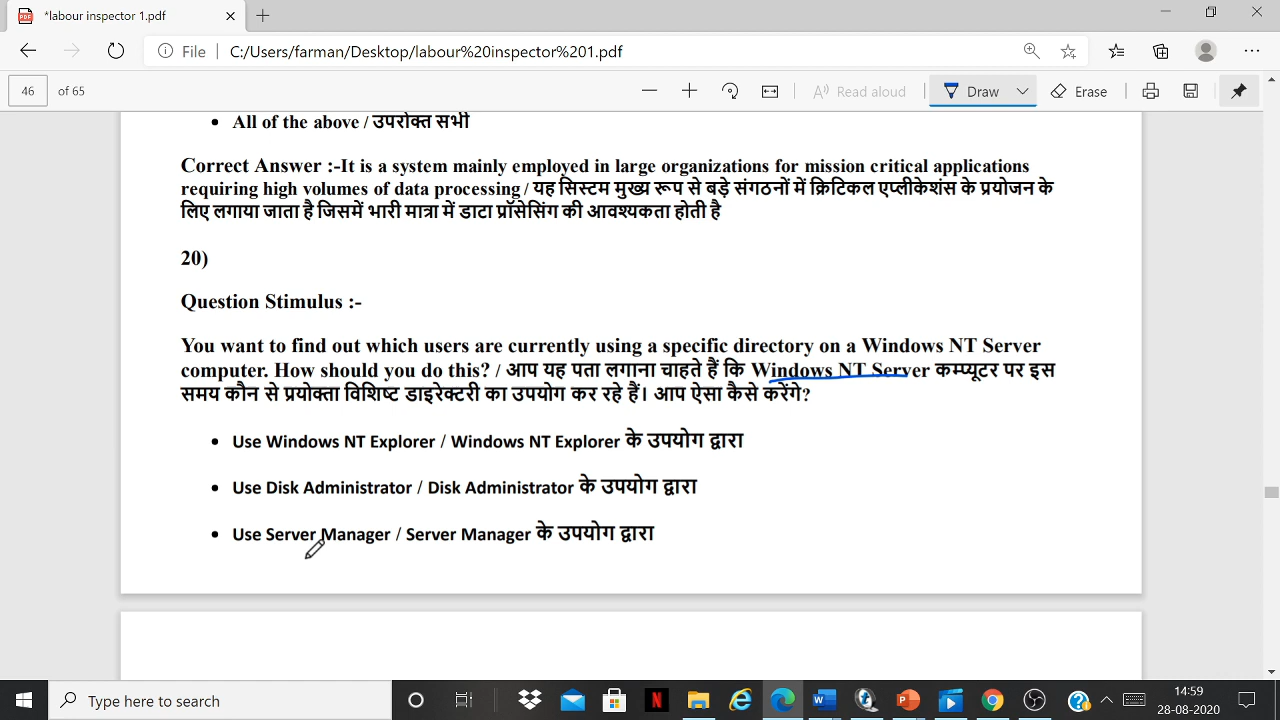 *labour inspector 1.pdf
File
C:/Users/farman/Desktop/labour%20inspector%201.pdf
46 of 65
Read aloud
Draw
Erase
• All of the above / उपरोक्त सभी
Correct Answer :-It is a system mainly employed in large organizations for mission critical applications
requiring high volumes of data processing / यह सिस्टम मुख्य रूप से बड़े संगठनों में क्रिटिकल एप्लीकेशंस के प्रयोजन के
लिए लगाया जाता है जिसमें भारी मात्रा में डाटा प्रॉसेसिंग की आवश्यकता होती है
20)
Question Stimulus :-
You want to find out which users are currently using a specific directory on a Windows NT Server
computer. How should you do this? / आप यह पता लगाना चाहते हैं कि Windows NT Server कम्प्यूटर पर इस
समय कौन से प्रयोक्ता विशिष्ट डाइरेक्टरी का उपयोग कर रहे हैं। आप ऐसा कैसे करेंगे?
• Use Windows NT Explorer / Windows NT Explorer के उपयोग द्वारा
• Use Disk Administrator / Disk Administrator के उपयोग द्वारा
• Use Server Manager / Server Manager के उपयोग द्वारा
Type here to search
14:59
28-08-2020